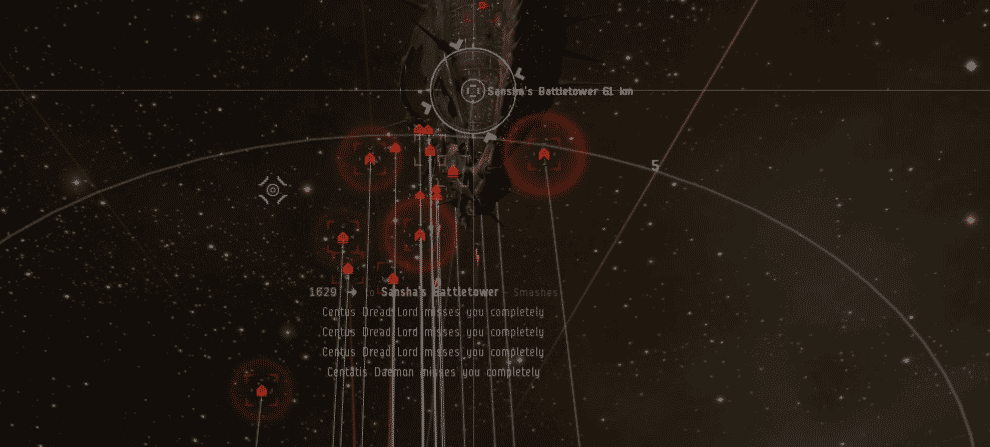 Sansha's Battletower 61 km
5
1629 to Sansha's Battletower - Smashes
Centus Dread Lord misses you completely
Centus Dread Lord misses you completely
Centus Dread Lord misses you completely
Centatis Daemon misses you completely